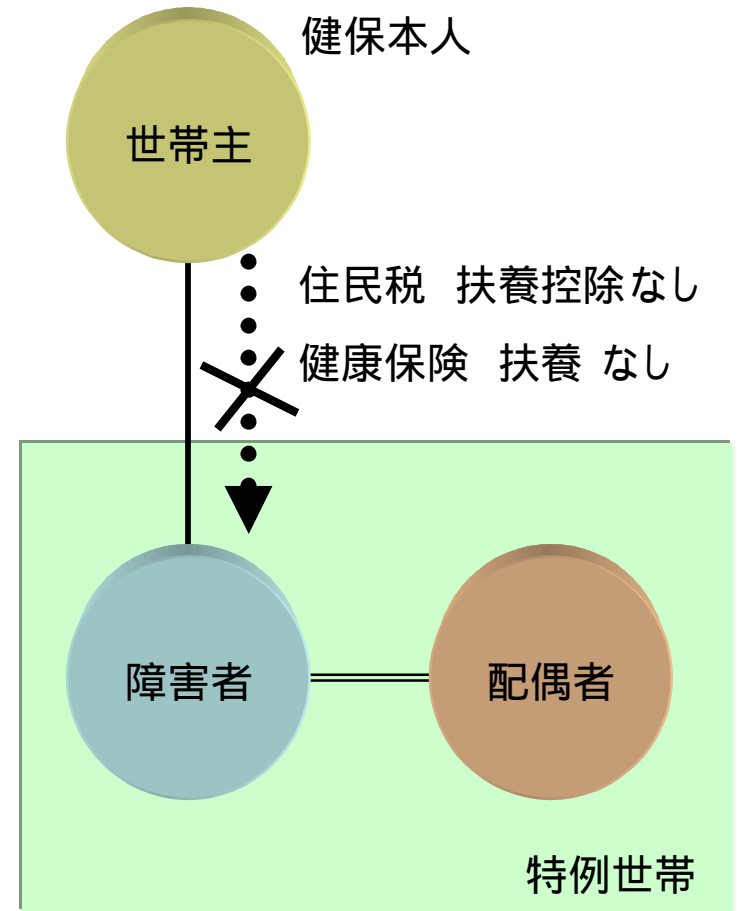 健保本人
世帯主
住民税 扶養控除なし
健康保険 扶養 なし
障害者
配偶者
特例世帯